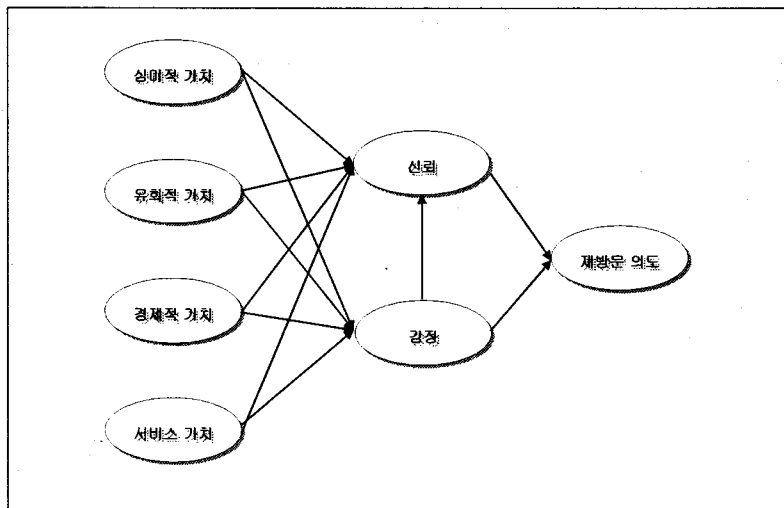 심미적 가치
유희적 가치
경제적 가치
서비스 가치
신뢰
감정
재방문 의도